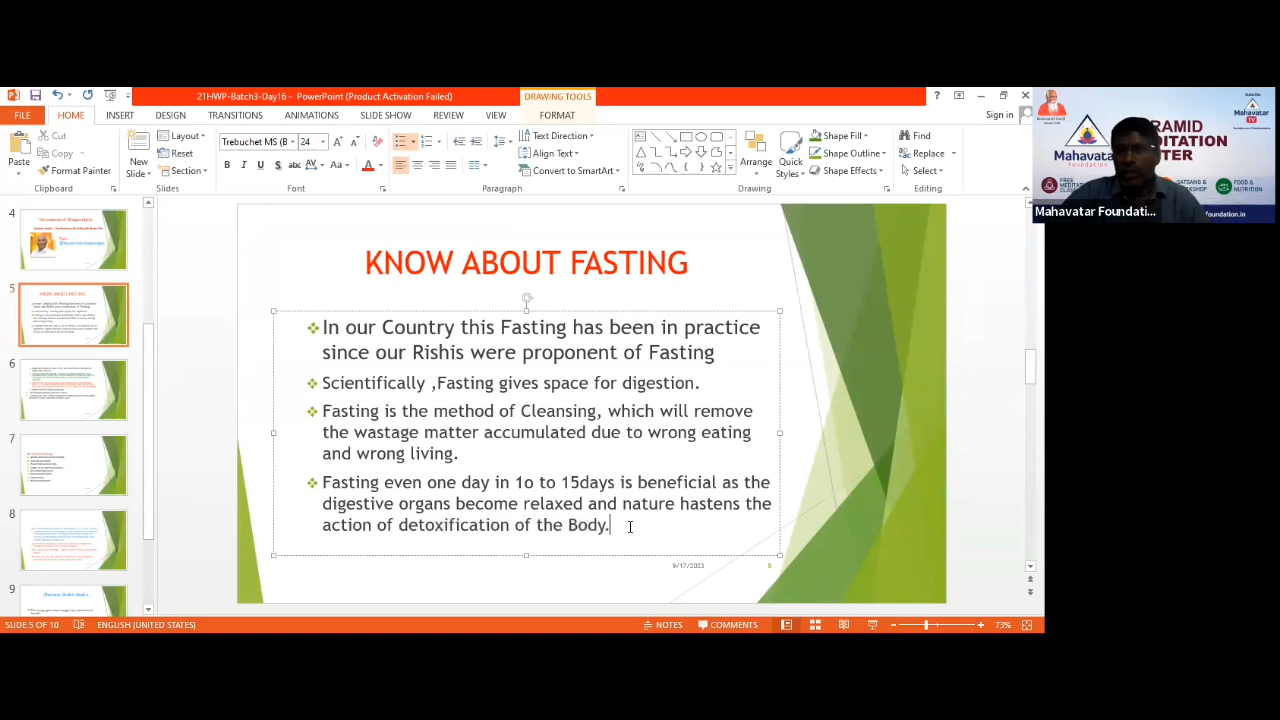 21HWP-Batch3-Day16 - PowerPoint (Product Activation Failed)
DRAWING TOOLS
FILE
HOME
INSERT
DESIGN
TRANSITIONS
ANIMATIONS
SLIDE SHOW
REVIEW
VIEW
FORMAT
Sign in
Paste
Cut
Copy
Format Painter
Clipboard
New
Slide
Layout
Reset
Section
Slides
Trebuchet MS (B
24
Font
Paragraph
Text Direction
Align Text
Convert to SmartArt
Drawing
Arrange
Quick
Styles
Shape Fill
Shape Outline
Shape Effects
Find
Replace
Select
Editing
4
5
6
7
8
9
KNOW ABOUT FASTING
In our Country this Fasting has been in practice
since our Rishis were proponent of Fasting
Scientifically ,Fastinggives space for digestion.
Fasting is the method of Cleansing, which will remove
the wastage matter accumulated due to wrong eating
and wrong living.
Fasting even one day in 1o to 15days is beneficial as the
digestive organs become relaxed and nature hastens the
action of detoxification of the Body.
9/17/2023
5
SLIDE 5 OF 10
ENGLISH (UNITED STATES)
NOTES
COMMENTS
73%
Mahavatar
Foundation
RAMID
Mahavatar
TV
FOOD &
NUTRITION
foundation.in
Mahavatar Foundati...